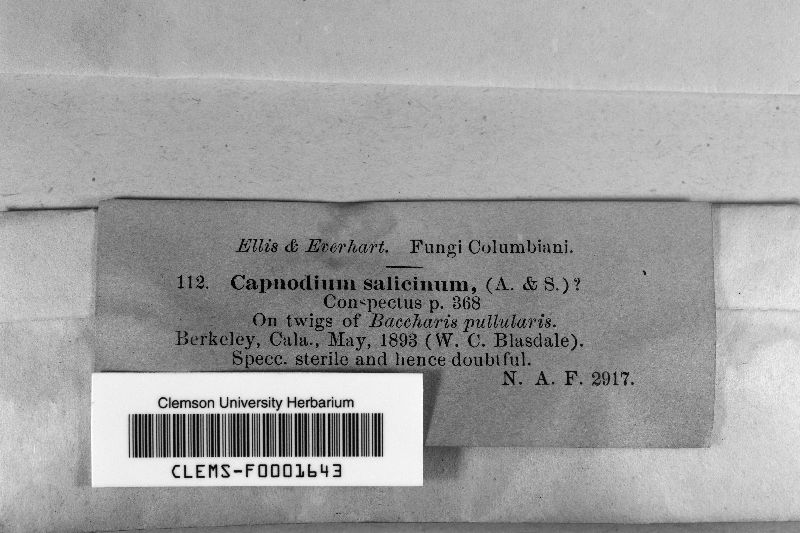 Ellis & Everhart. Fungi Columbiani.
112. Capnodium salicinum, (A. & S.)?
Conspectus p. 368
On twigs of Baccharis pullularis.
Berkeley, Cala., May, 1893 (W. C. Blasdale).
Specc. sterile and hence doubtful.
N. A. F. 2917.
Clemson University Herbarium
CLEMS-F0001643